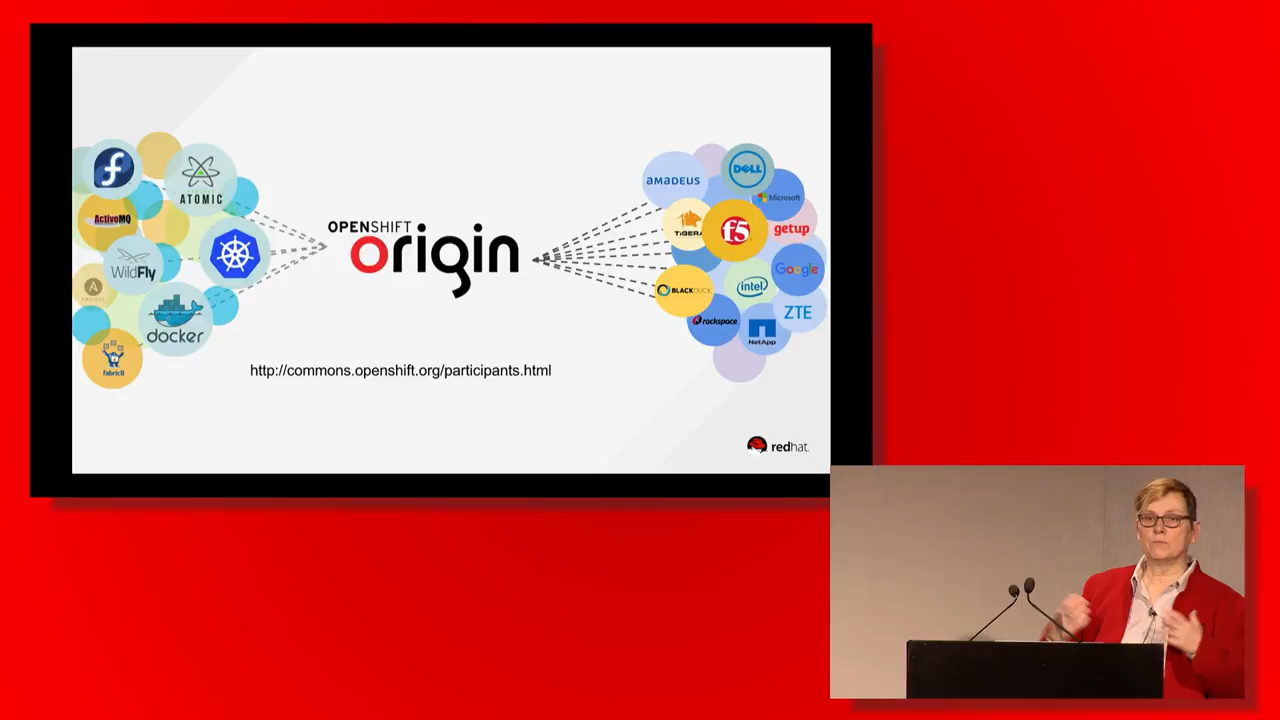 ATOMIC
ActiveMQ
WildFly
docker
fabric8
OPENSHIFT
origin
http://commons.openshift.org/participants.html
amadeus
DELL
Microsoft
TIGERA
f5
getup
Google
BLACKDUCK
intel
ZTE
rackspace
NetApp
redhat.